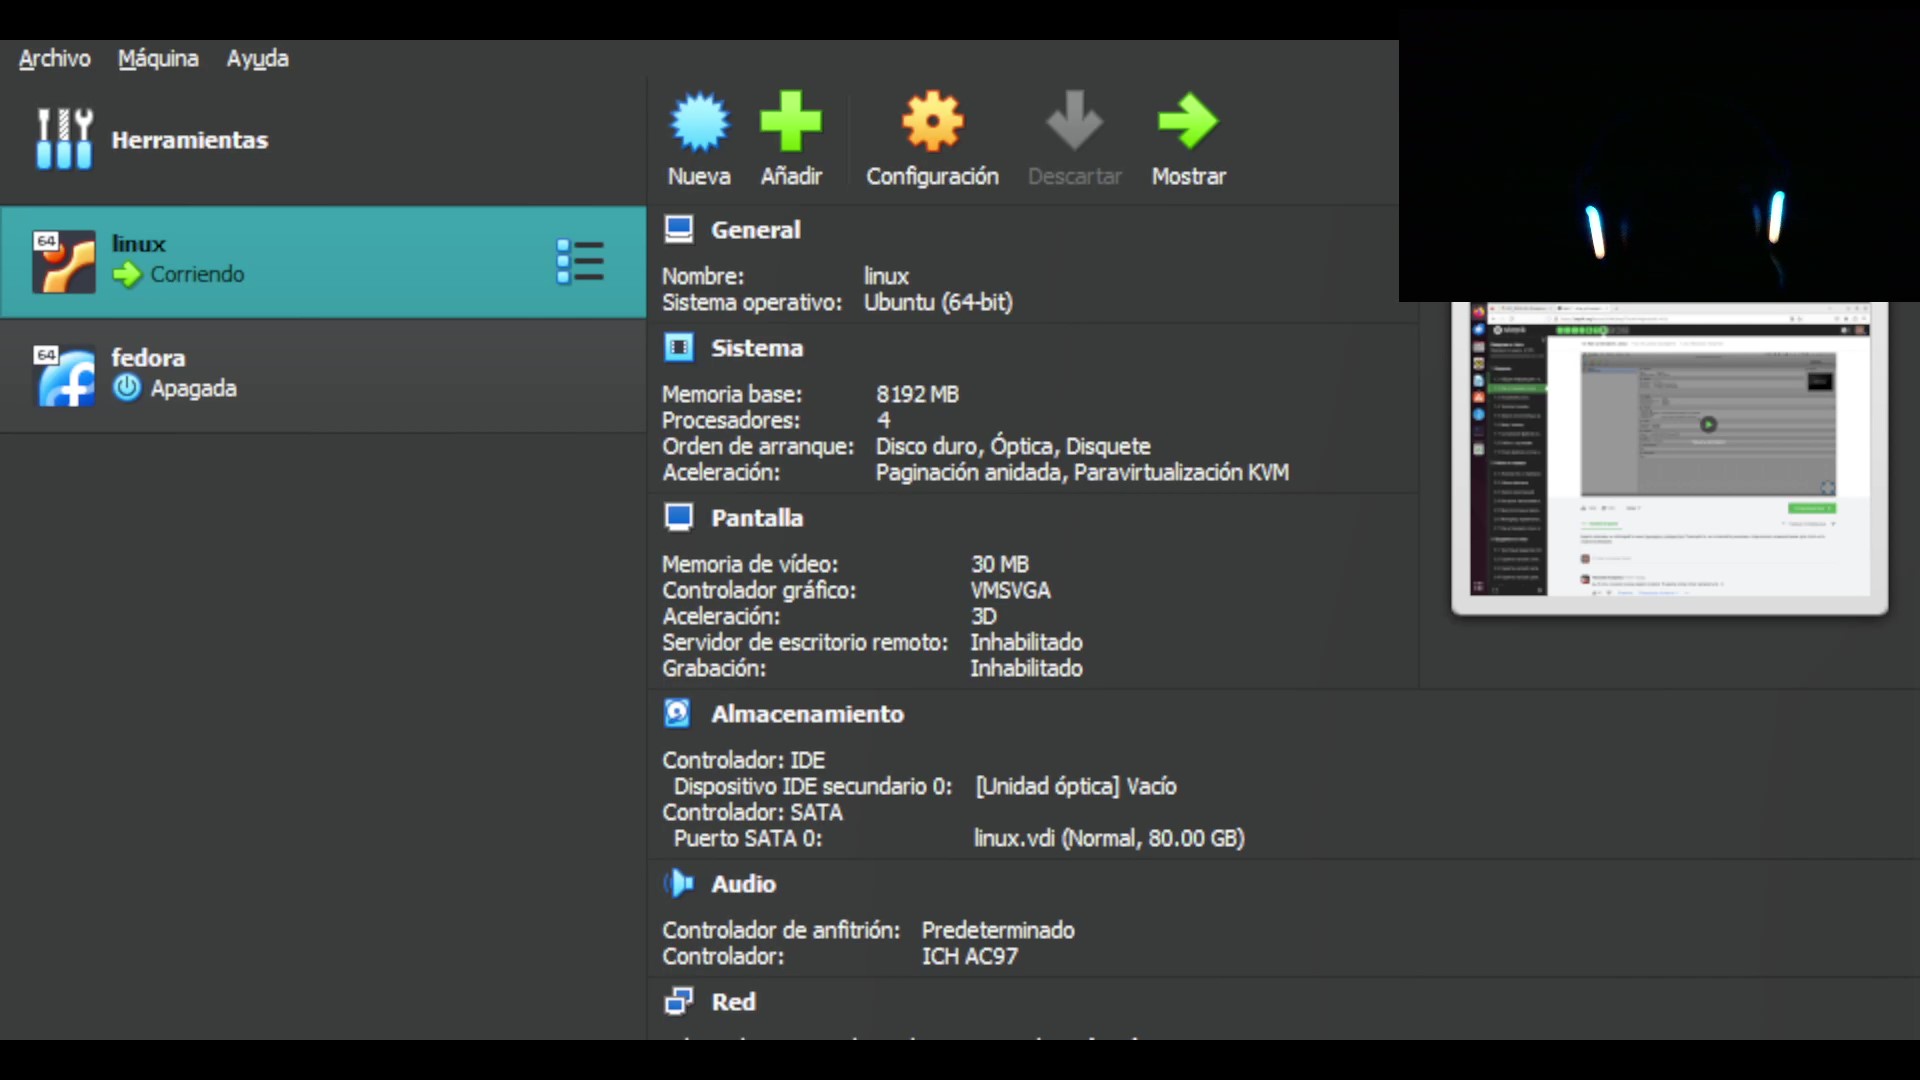 Archivo Máquina Ayuda
Herramientas
64
linux
Corriendo
64
fedora
Apagada
Nueva Añadir Configuración Descartar Mostrar
General
Nombre: linux
Sistema operativo: Ubuntu (64-bit)
Sistema
Memoria base: 8192 MB
Procesadores: 4
Orden de arranque: Disco duro, Óptica, Disquete
Aceleración: Paginación anidada, Paravirtualización KVM
Pantalla
Memoria de vídeo: 30 MB
Controlador gráfico: VMSVGA
Aceleración: 3D
Servidor de escritorio remoto: Inhabilitado
Grabación: Inhabilitado
Almacenamiento
Controlador: IDE
Dispositivo IDE secundario 0: [Unidad óptica] Vacío
Controlador: SATA
Puerto SATA 0: linux.vdi (Normal, 80.00 GB)
Audio
Controlador de anfitrión: Predeterminado
Controlador: ICH AC97
Red